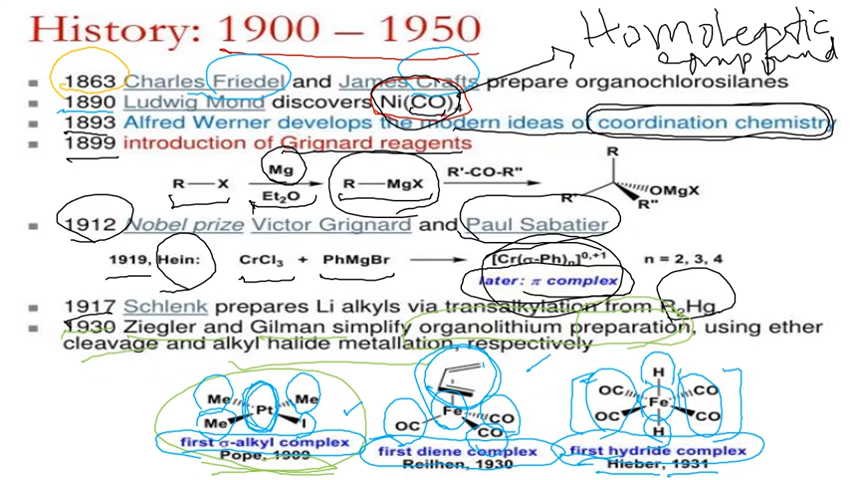 History: 1900 – 1950
Homoleptic
compound
1863 Charles Friedel and James Crafts prepare organochlorosilanes
1890 Ludwig Mond discovers Ni(CO)4
1893 Alfred Werner develops the modern ideas of coordination chemistry
1899 introduction of Grignard reagents
R—X Mg Et2O R—MgX R'-CO-R" R R' R" OMgX
1912 Nobel prize Victor Grignard and Paul Sabatier
1919, Hein: CrCl3 + PhMgBr [Cr(σ-Ph)n]0,+1 n = 2, 3, 4
later: π complex
1917 Schlenk prepares Li alkyls via transalkylation from R2Hg
1930 Ziegler and Gilman simplify organolithium preparation, using ether
cleavage and alkyl halide metallation, respectively
Me Me Pt Me I
Fe OC CO CO
H OC CO Fe OC CO H
first σ-alkyl complex
Pope, 1909
first diene complex
Reilhen, 1930
first hydride complex
Hieber, 1931